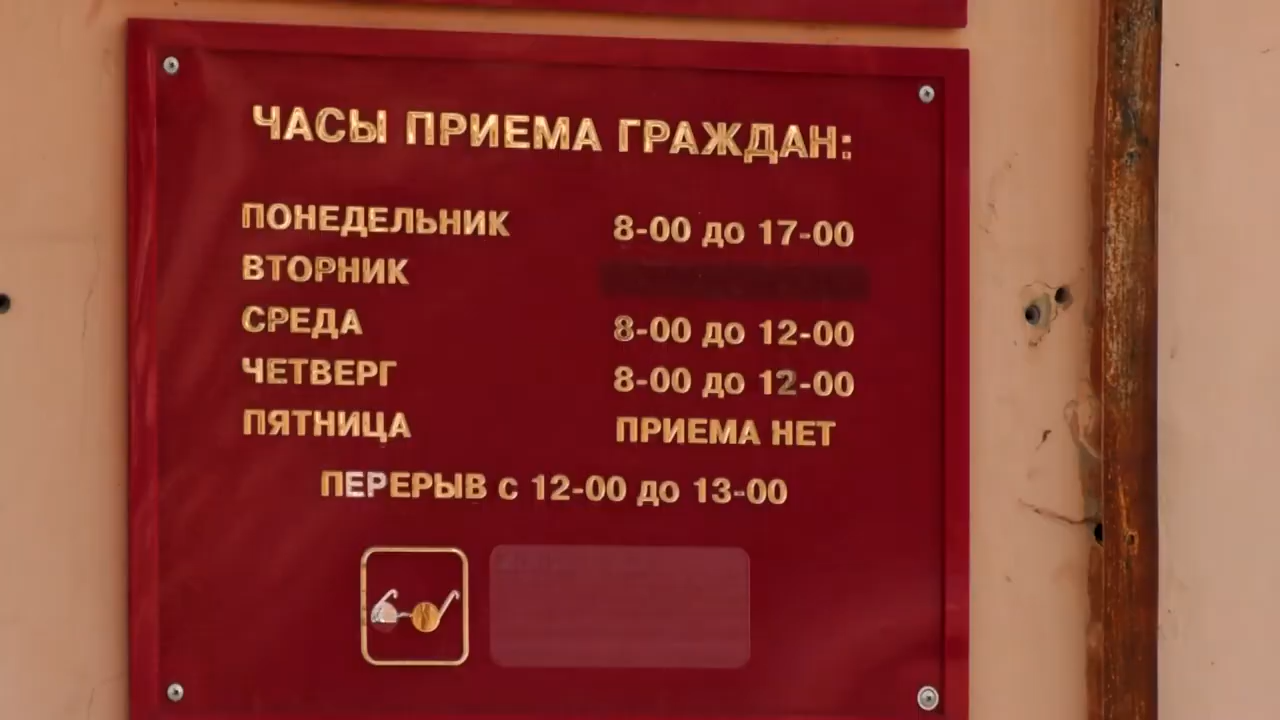 ЧАСЫ ПРИЕМА ГРАЖДАН:
ПОНЕДЕЛЬНИК 8-00 до 17-00
ВТОРНИК
СРЕДА 8-00 до 12-00
ЧЕТВЕРГ 8-00 до 12-00
ПЯТНИЦА ПРИЕМА НЕТ
ПЕРЕРЫВ с 12-00 до 13-00